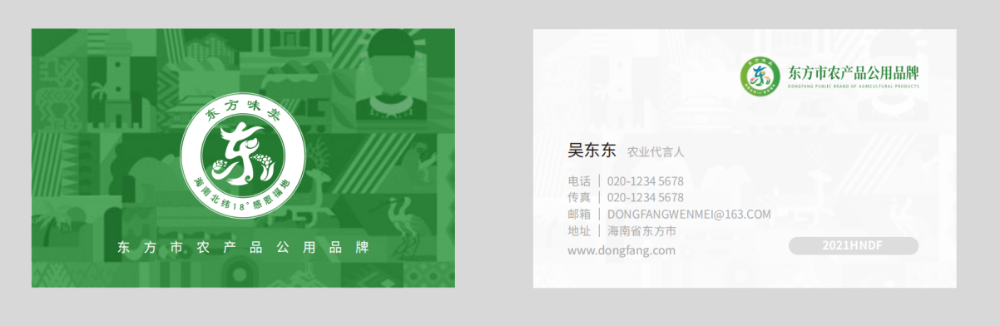 东方味美
海南北纬18°感恩福地
东方市农产品公用品牌
东方市农产品公用品牌
DONGFANG PUBLIC BRAND OF AGRICULTURAL PRODUCTS
吴东东 农业代言人
电话 | 020-1234 5678
传真 | 020-1234 5678
邮箱 | DONGFANGWENMEI@163.COM
地址 | 海南省东方市
www.dongfang.com
2021HNDF